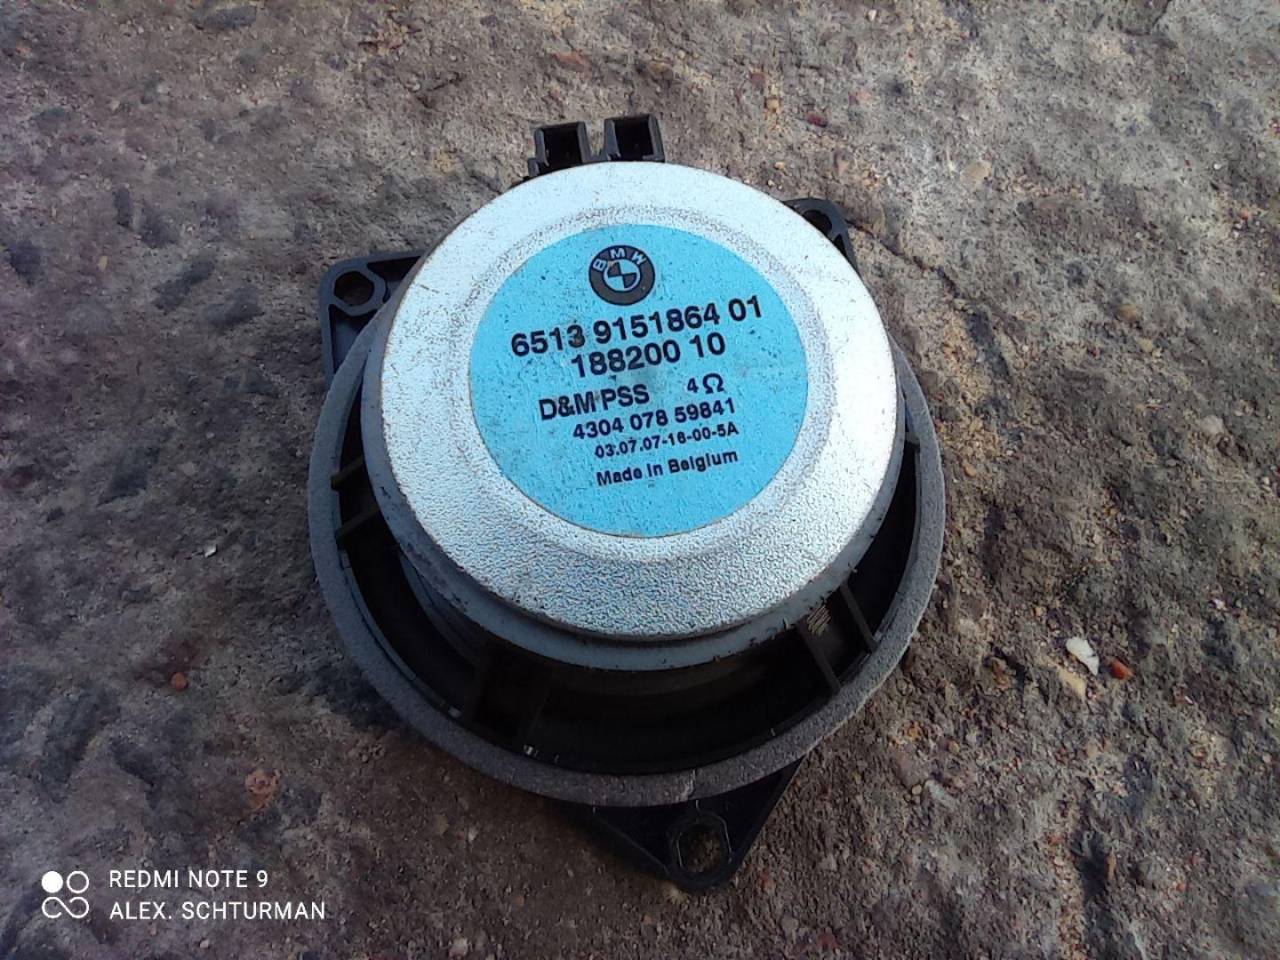 BMW
6513 9151864 01
188200 10
D&M PSS 4Ω
4304 078 59841
03.07.07-16-00-5A
Made in Belgium
REDMI NOTE 9
ALEX. SCHTURMAN